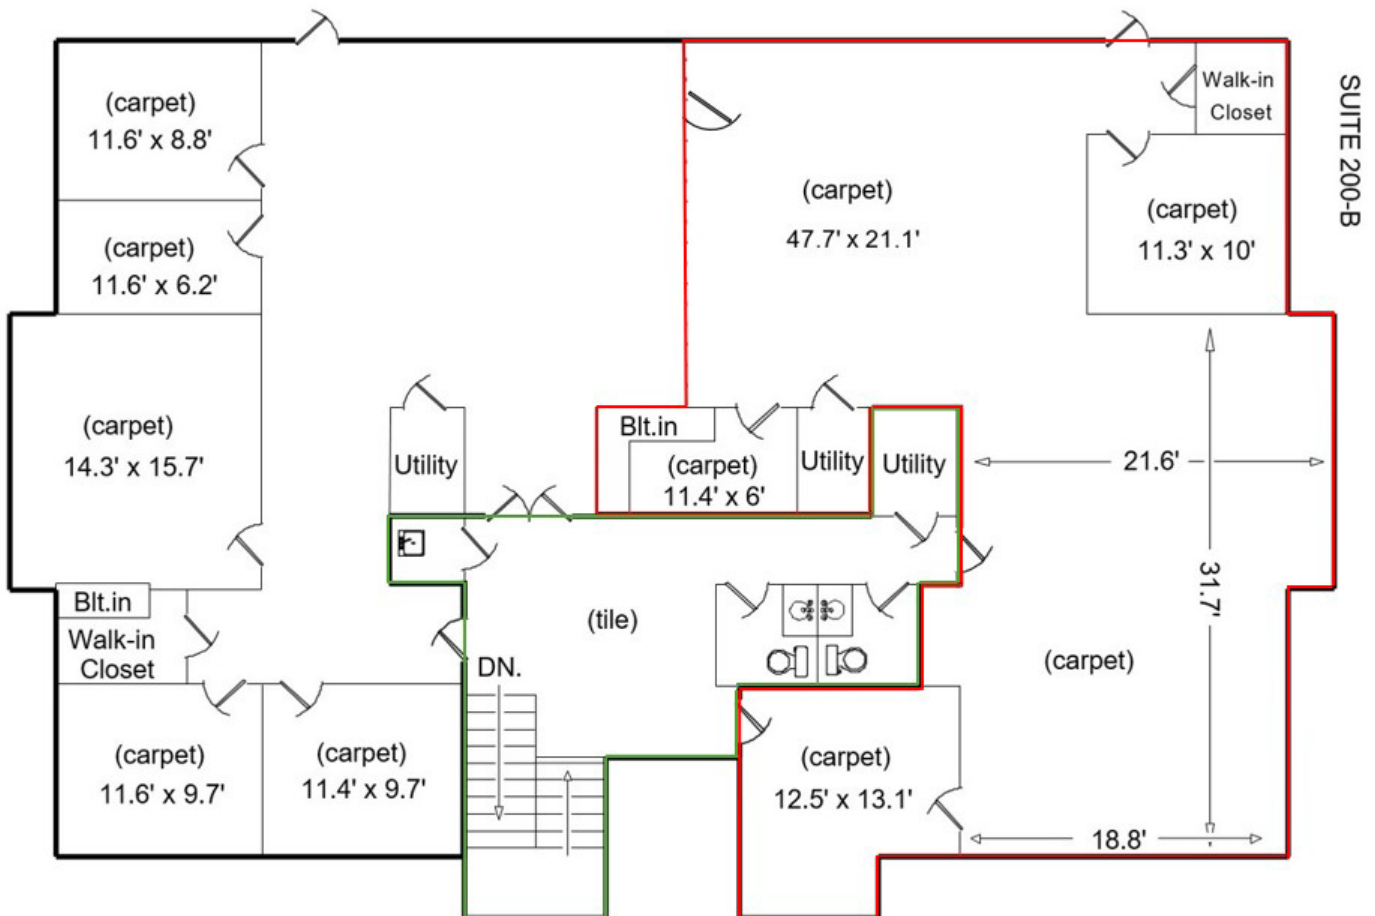 (carpet)
11.6' x 8.8'
(carpet)
11.6' x 6.2'
(carpet)
14.3' x 15.7'
Blt.in
Walk-in
Closet
(carpet)
11.6' x 9.7'
(carpet)
11.4' x 9.7'
Utility
DN.
(tile)
Blt.in
(carpet)
11.4' x 6'
Utility
Utility
(carpet)
47.7' x 21.1'
Walk-in
Closet
(carpet)
11.3' x 10'
SUITE 200-B
21.6'
31.7'
(carpet)
(carpet)
12.5' x 13.1'
18.8'